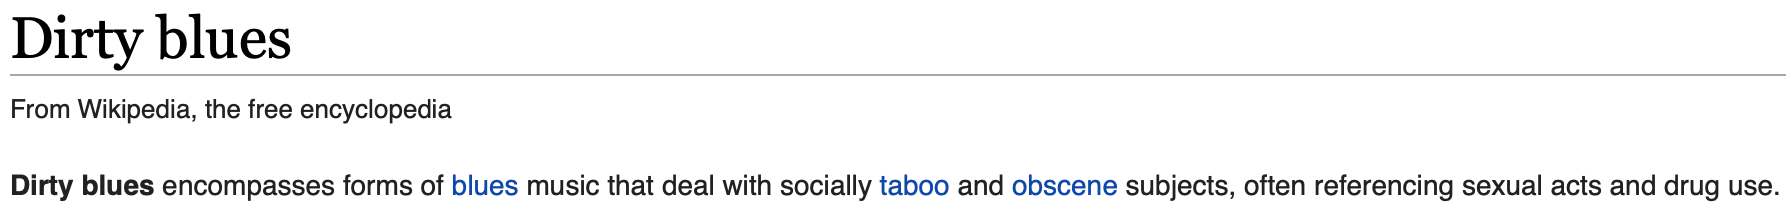 Dirty blues
From Wikipedia, the free encyclopedia
Dirty blues encompasses forms of blues music that deal with socially taboo and obscene subjects, often referencing sexual acts and drug use.